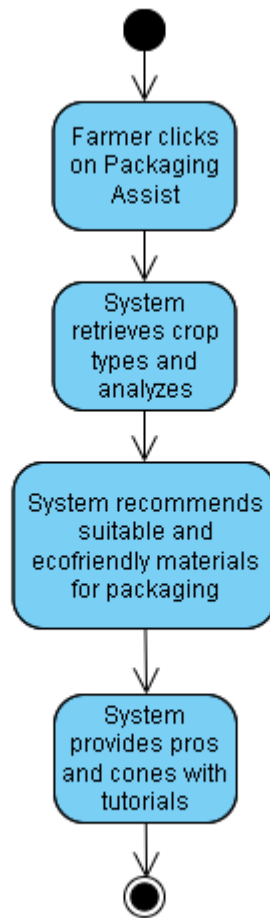 Farmer clicks
on Packaging
Assist
System
retrieves crop
types and
analyzes
System recommends
suitable and
ecofriendly materials
for packaging
System
provides pros
and cones with
tutorials